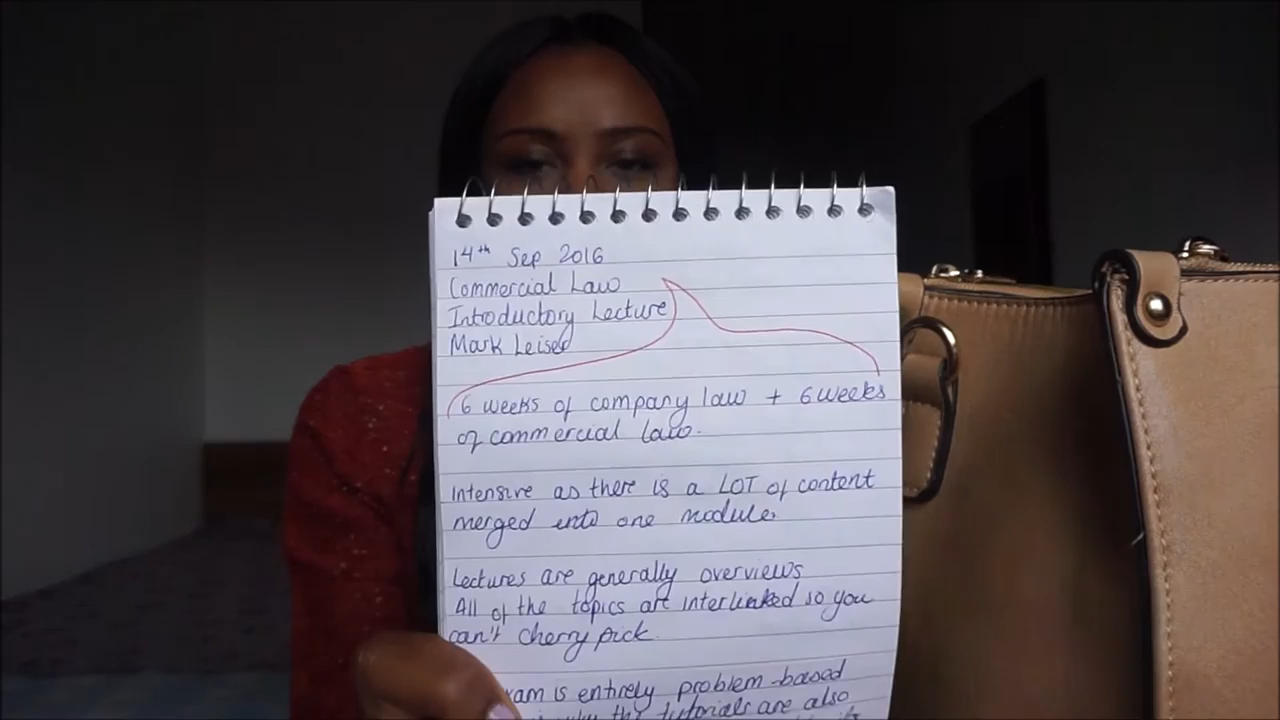 14th Sep 2016
Commercial Law
Introductory Lecture
Mark Leiser
6 weeks of company law + 6 weeks
of commercial law.
Intensive as there is a LOT of content
merged into one module.
Lectures are generally overviews
All of the topics are interlinked so you
can't cherry pick.
is entirely problem-based
the tutorials are also